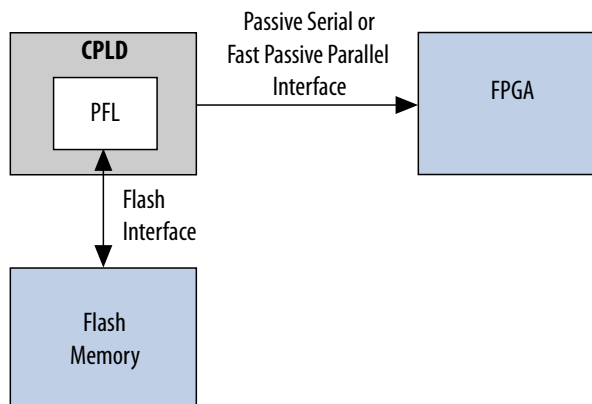 Passive Serial or
Fast Passive Parallel
Interface
CPLD
PFL
FPGA
Flash
Interface
Flash
Memory